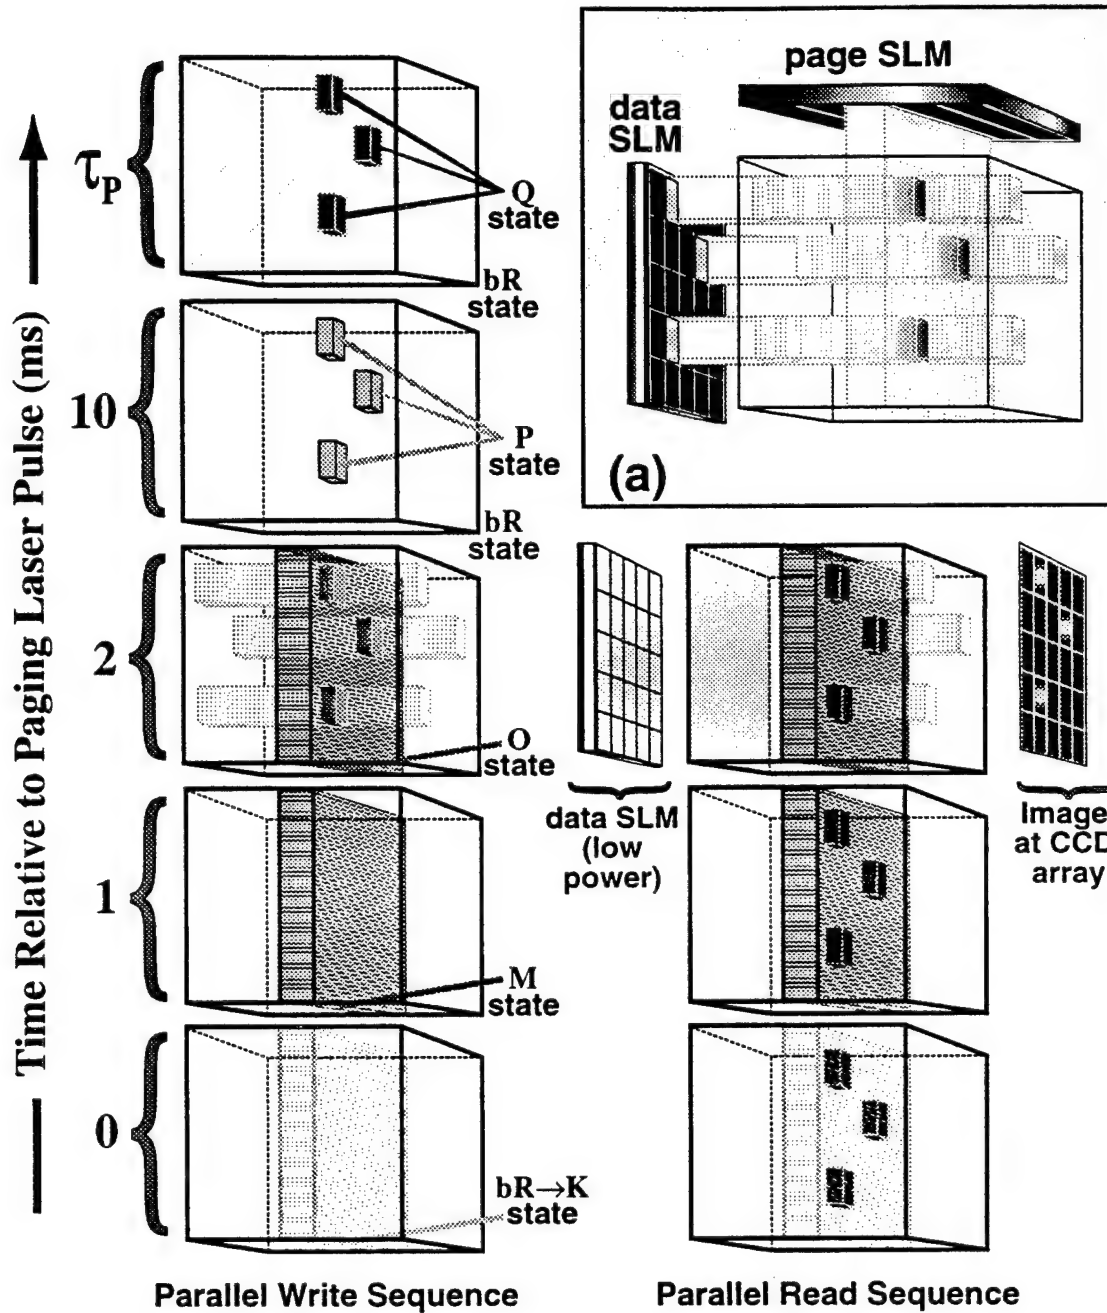 Time Relative to Paging Laser Pulse (ms)
τP
Q
state
bR
state
10
P
state
bR
state
2
O
state
1
M
state
0
bR→K
state
Parallel Write Sequence
page SLM
data
SLM
(a)
data SLM
(low
power)
Image
at CCD
array
Parallel Read Sequence